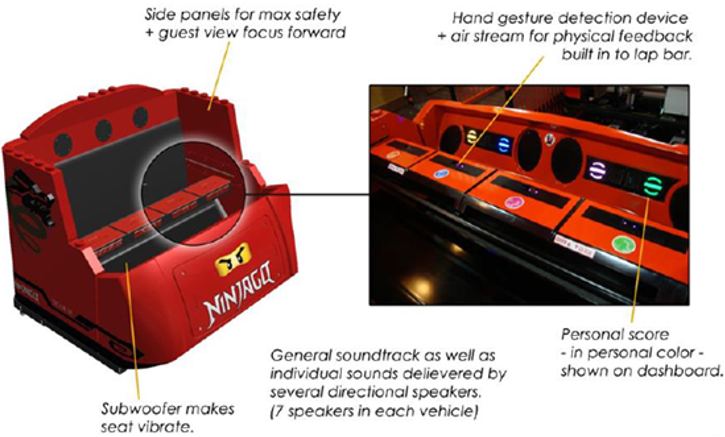 Side panels for max safety
+ guest view focus forward
Hand gesture detection device
+ air stream for physical feedback
built in to lap bar.
NINJAGO
NINJAGO
Personal score
- in personal color -
shown on dashboard.
General soundtrack as well as
individual sounds delievered by
several directional speakers.
(7 speakers in each vehicle)
Subwoofer makes
seat vibrate.